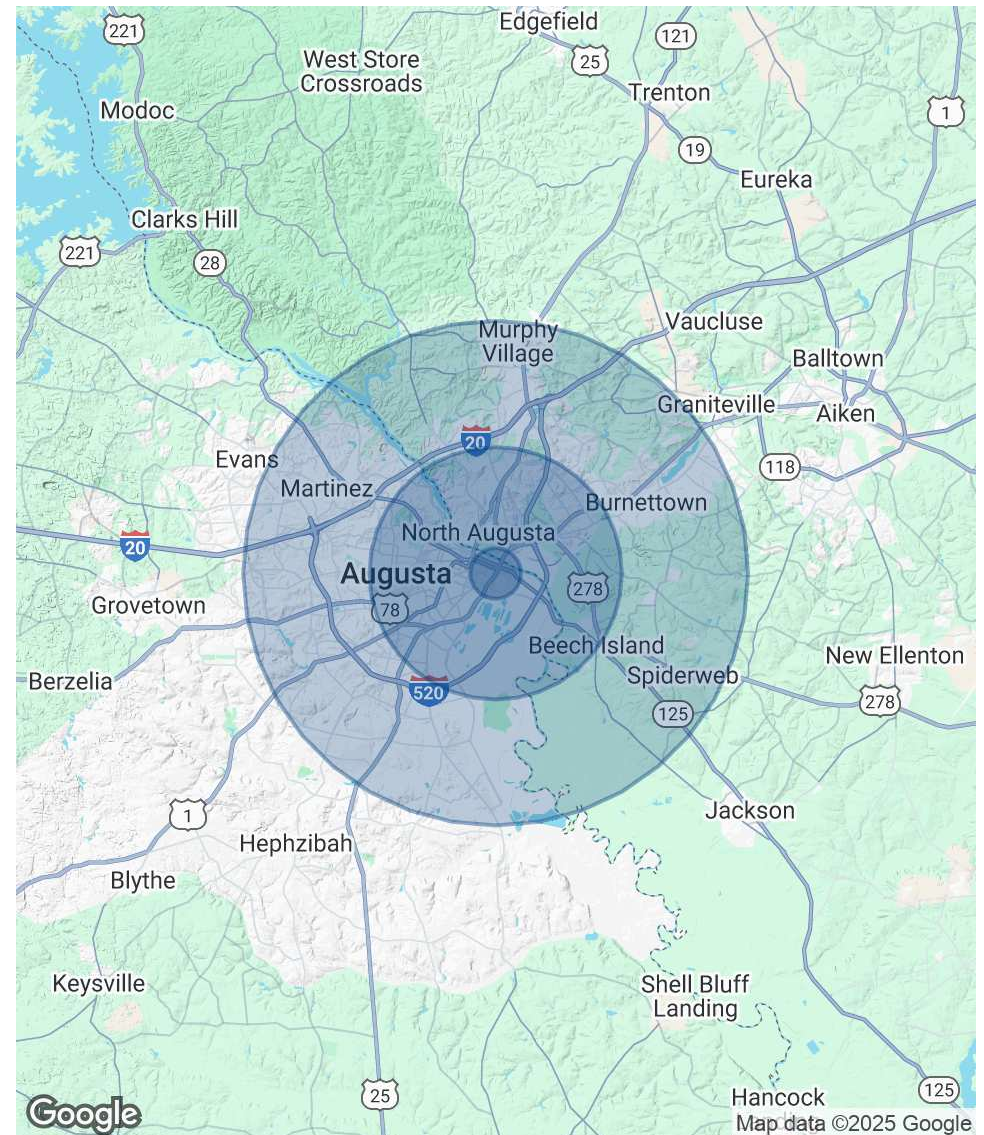 Edgefield
221
121
West Store
Crossroads
25
Trenton
Modoc
1
19
Eureka
Clarks Hill
221
28
Murphy
Village
Vaucluse
Balltown
Graniteville
Aiken
20
Evans
118
Martinez
Burnettown
North Augusta
20
Augusta
278
78
Grovetown
Beech Island
New Ellenton
Berzelia
Spiderweb
520
278
125
1
Jackson
Hephzibah
Blythe
Keysville
Shell Bluff
Landing
25
Hancock
125
Google
Map data ©2025 Google